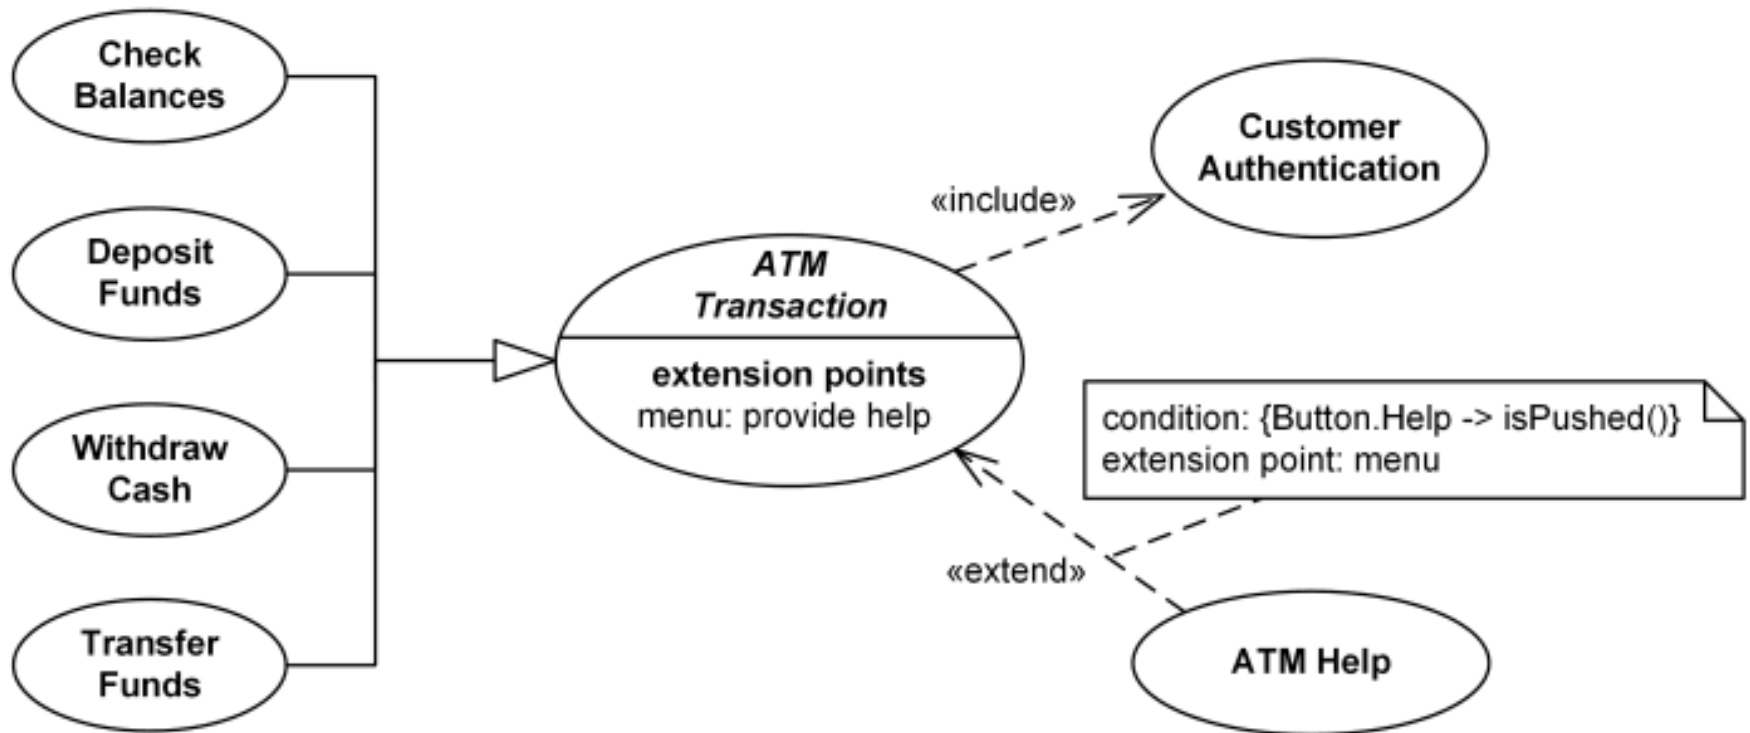 Check
Balances
Deposit
Funds
Withdraw
Cash
Transfer
Funds
ATM
Transaction
extension points
menu: provide help
«include»
Customer
Authentication
condition: {Button.Help -> isPushed()}
extension point: menu
«extend»
ATM Help